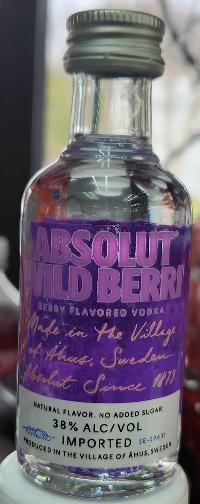 ABSOLUT®
WILD BERRI
BERRY FLAVORED VODKA
Made in the Village
of Åhus, Sweden.
Absolut Since 1879
NATURAL FLAVOR. NO ADDED SUGAR.
38% ALC/VOL
IMPORTED
PRODUCED IN THE VILLAGE OF ÅHUS, SWEDEN.